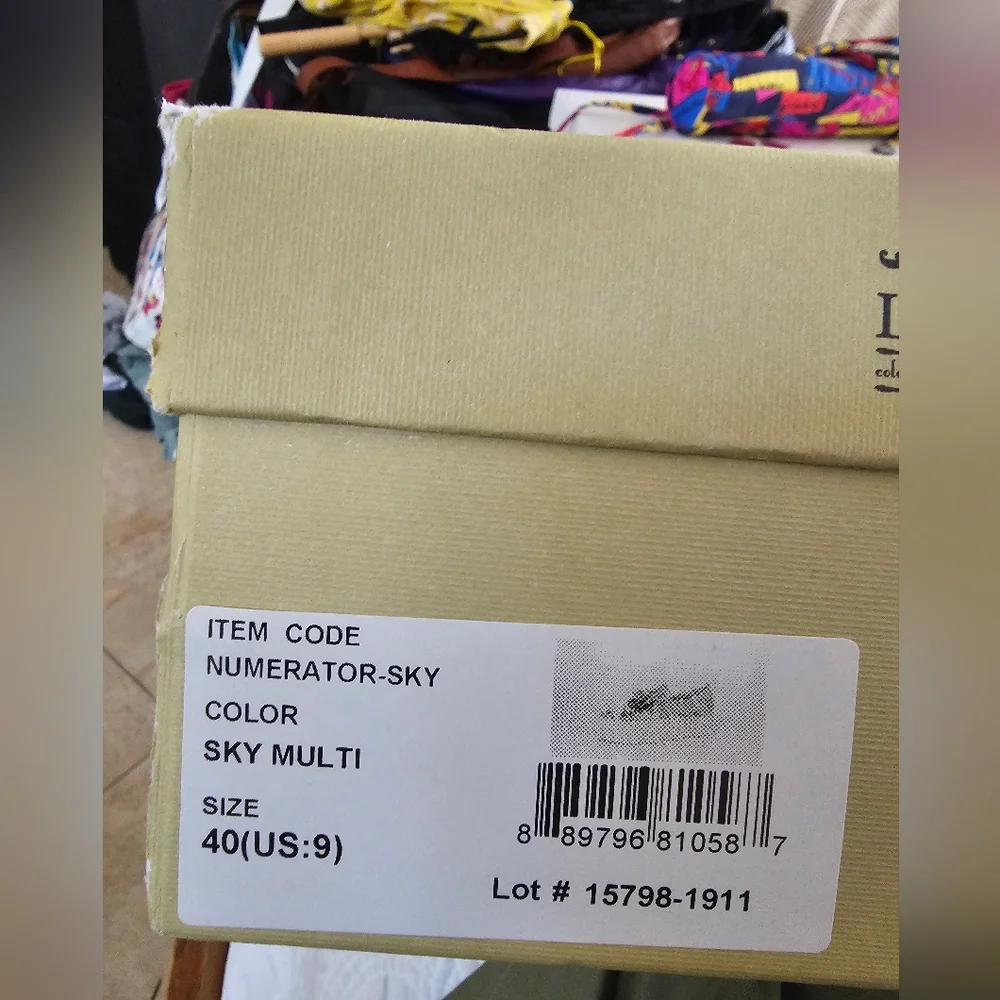 ITEM CODE
NUMERATOR-SKY
COLOR
SKY MULTI
SIZE
40(US:9)
8 89796 81058 7
Lot # 15798-1911